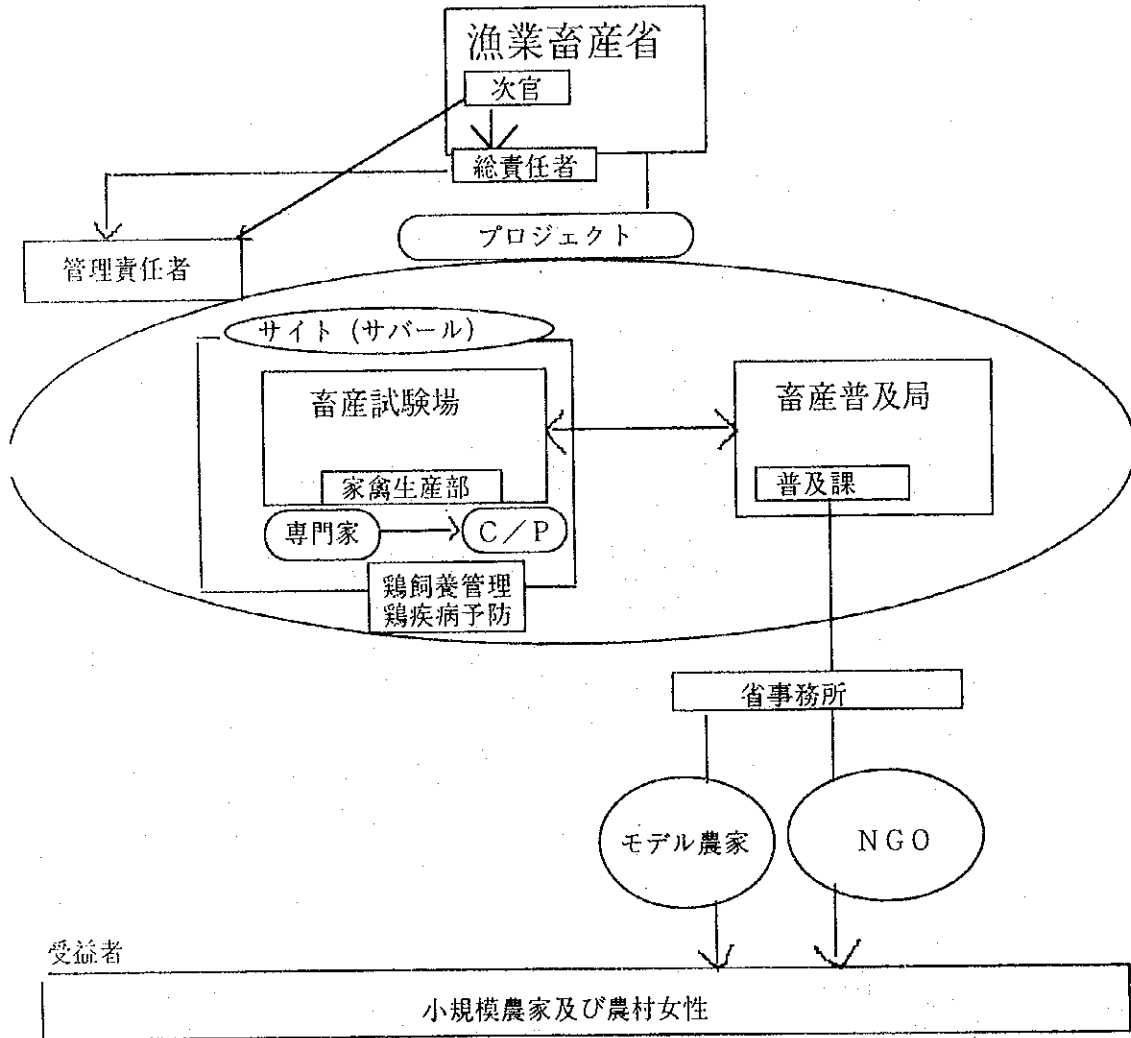 漁業畜産省
次官
総責任者
プロジェクト
管理責任者
サイト (サバール)
畜産試験場
畜産普及局
家禽生産部
普及課
専門家
C/P
鶏飼養管理
鶏疾病予防
省事務所
モデル農家
NGO
受益者
小規模農家及び農村女性